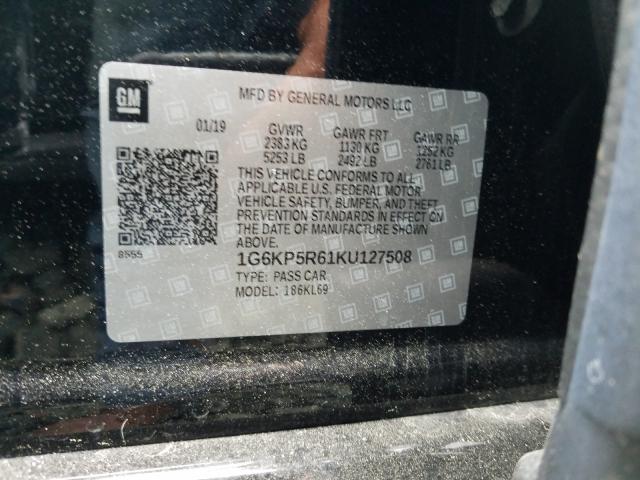 GM
MFD BY GENERAL MOTORS LLC
01/19 GVWR GAWR FRT GAWR RR
2383 KG 1130 KG 1252 KG
5253 LB 2492 LB 2761 LB
THIS VEHICLE CONFORMS TO ALL
APPLICABLE U.S. FEDERAL MOTOR
VEHICLE SAFETY, BUMPER, AND THEFT
PREVENTION STANDARDS IN EFFECT ON
THE DATE OF MANUFACTURE SHOWN
ABOVE.
8555
1G6KP5R61KU127508
TYPE: PASS CAR
MODEL: 186KL69